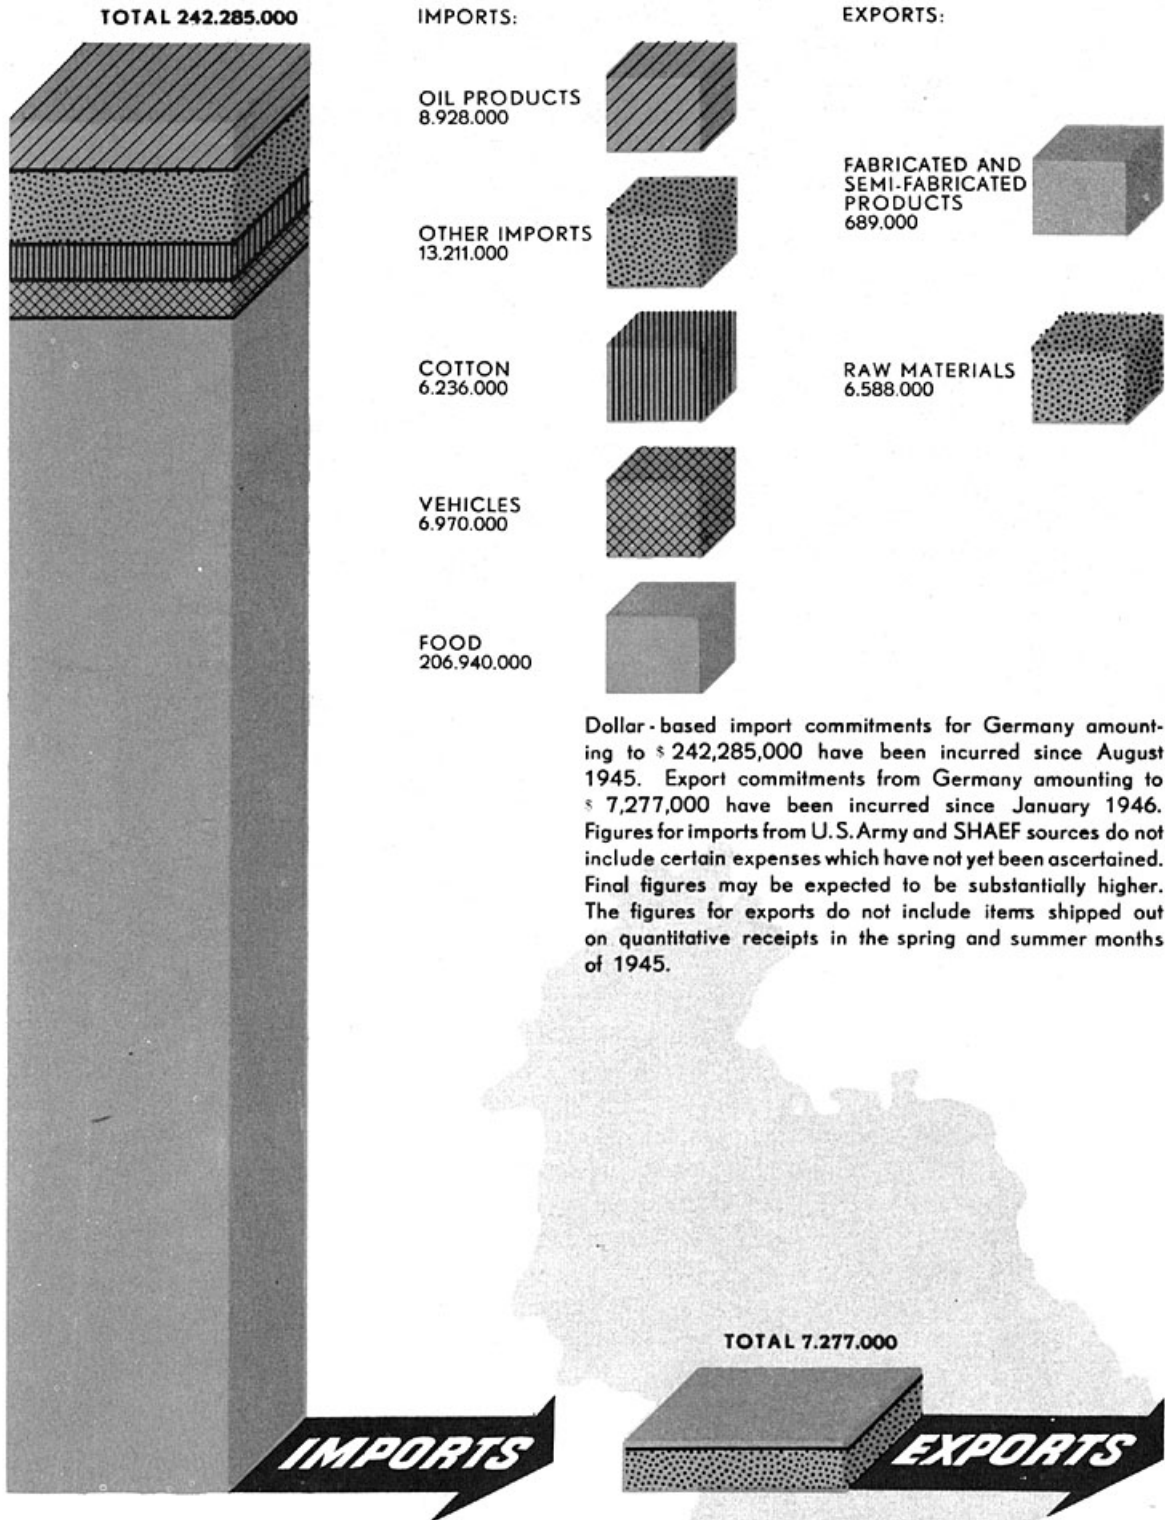 TOTAL 242.285.000
IMPORTS:
OIL PRODUCTS
8.928.000
OTHER IMPORTS
13.211.000
COTTON
6.236.000
VEHICLES
6.970.000
FOOD
206.940.000
EXPORTS:
FABRICATED AND
SEMI-FABRICATED
PRODUCTS
689.000
RAW MATERIALS
6.588.000
Dollar-based import commitments for Germany amount-
ing to $ 242,285,000 have been incurred since August
1945. Export commitments from Germany amounting to
$ 7,277,000 have been incurred since January 1946.
Figures for imports from U.S. Army and SHAEF sources do not
include certain expenses which have not yet been ascertained.
Final figures may be expected to be substantially higher.
The figures for exports do not include items shipped out
on quantitative receipts in the spring and summer months
of 1945.
TOTAL 7.277.000
IMPORTS
EXPORTS